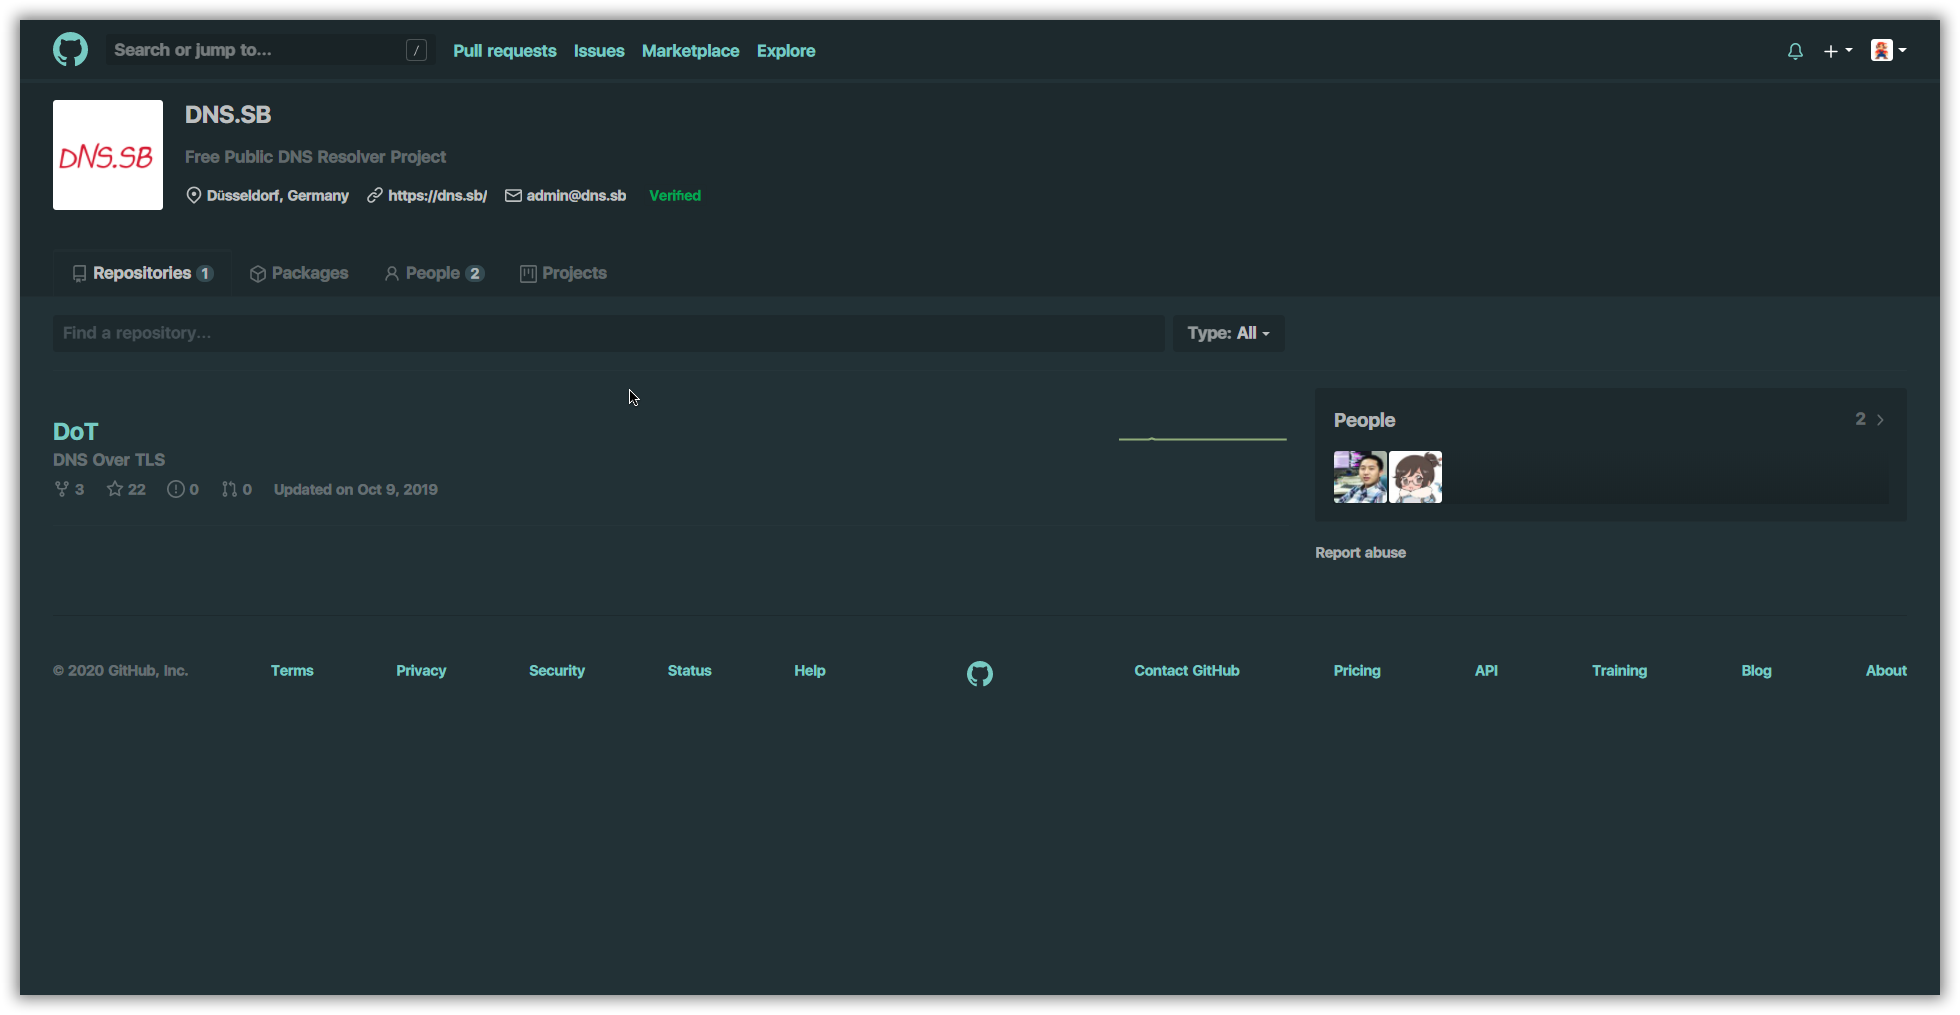 Search or jump to... /
Pull requests Issues Marketplace Explore
DNS.SB
DNS.SB
Free Public DNS Resolver Project
Düsseldorf, Germany https://dns.sb/ admin@dns.sb Verified
Repositories 1 Packages People 2 Projects
Find a repository... Type: All
DoT
DNS Over TLS
3 22 0 0 Updated on Oct 9, 2019
People 2
Report abuse
© 2020 GitHub, Inc. Terms Privacy Security Status Help Contact GitHub Pricing API Training Blog About